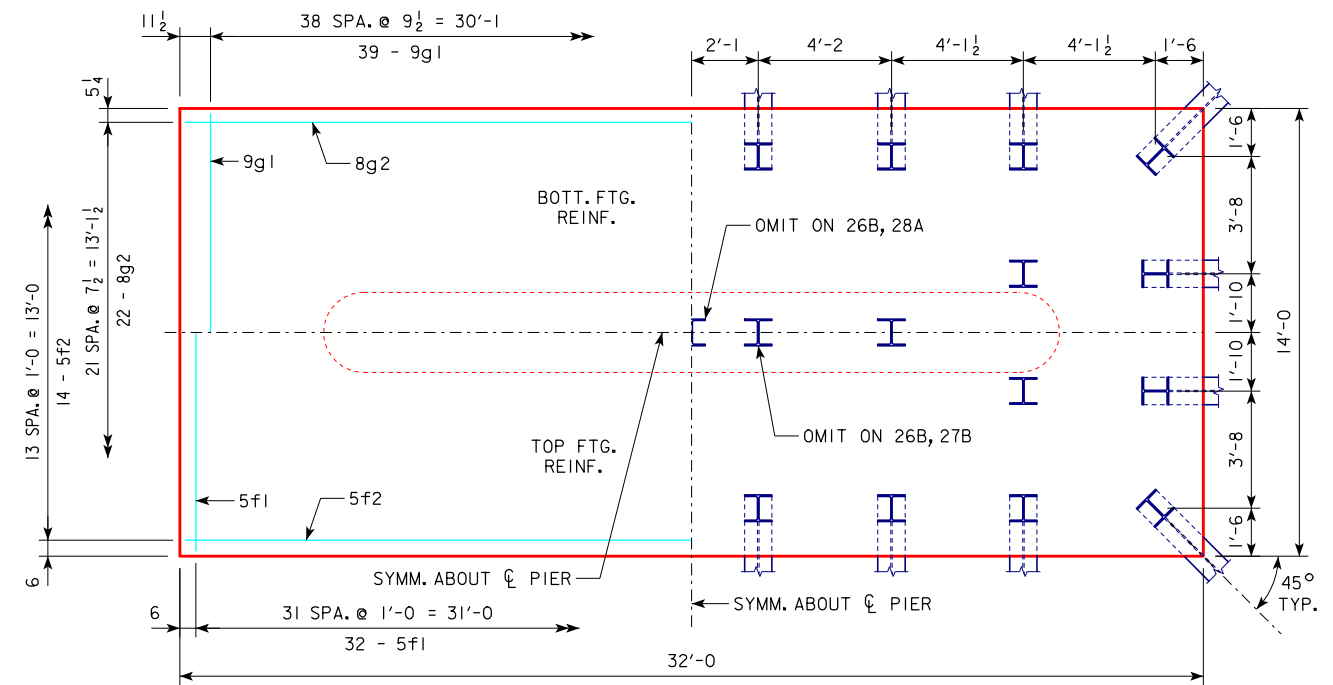 11½
38 SPA. @ 9½ = 30'-1
39 - 9g1
2'-1
4'-2
4'-1½
4'-1½
1'-6
5¼
9g1
8g2
BOTT. FTG.
REINF.
OMIT ON 26B, 28A
1'-6
3'-8
1'-10
14'-0
1'-10
3'-8
1'-6
13 SPA. @ 1'-0 = 13'-0
14 - 5f2
21 SPA. @ 7½ = 13'-1½
22 - 8g2
TOP FTG.
REINF.
OMIT ON 26B, 27B
5f1
5f2
6
SYMM. ABOUT ℄ PIER
SYMM. ABOUT ℄ PIER
45°
TYP.
6
31 SPA. @ 1'-0 = 31'-0
32 - 5f1
32'-0